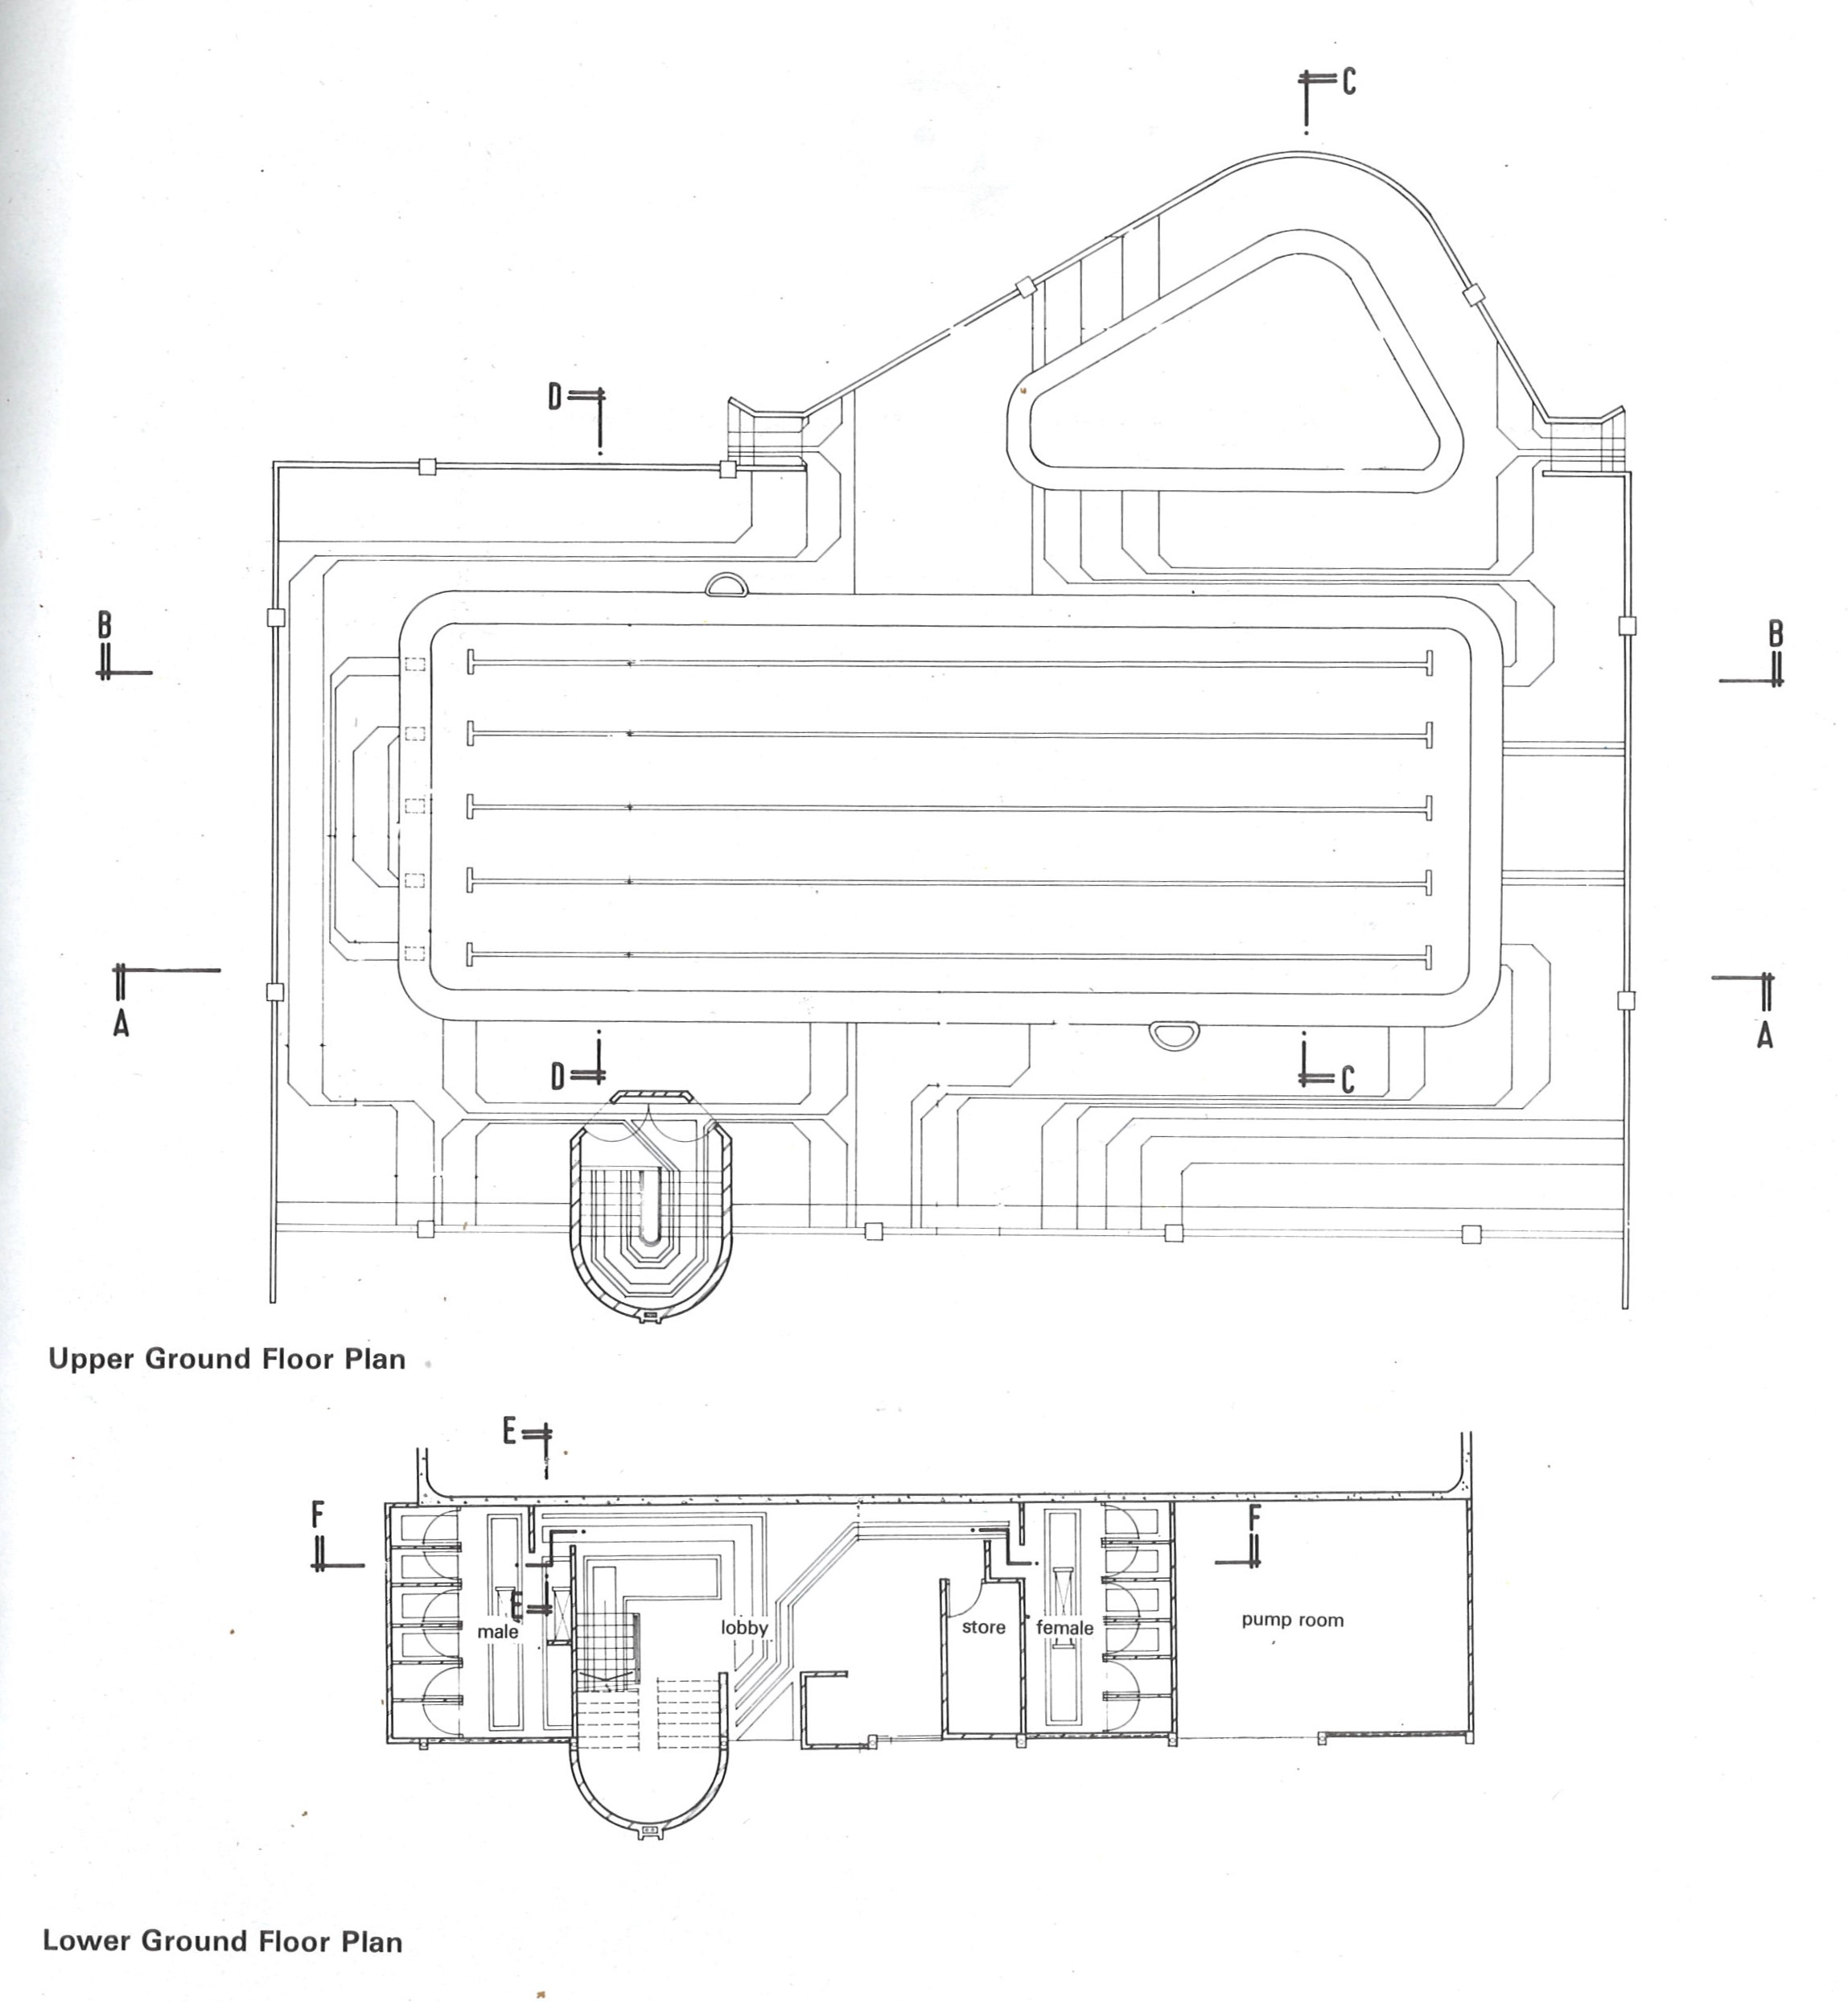 C
D
B
B
A
A
D
C
Upper Ground Floor Plan
E
F
F
E
male
lobby
store
female
pump room
Lower Ground Floor Plan